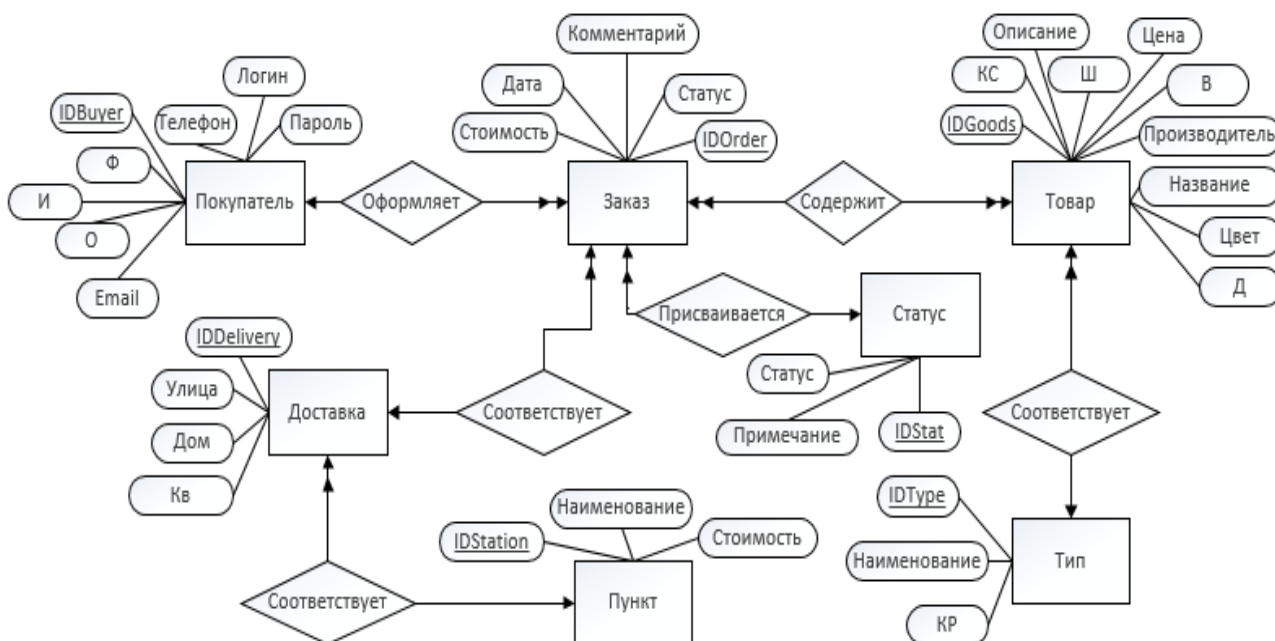 Комментарий
Описание
Цена
Логин
КС
Ш
Дата
Статус
В
IDBuyer
Телефон
Пароль
Стоимость
IDOrder
IDGoods
Производитель
Ф
Название
И
Покупатель
Оформляет
Заказ
Содержит
Товар
О
Цвет
Email
Д
Присваивается
Статус
IDDelivery
Статус
Улица
Доставка
Соответствует
Соответствует
Дом
Примечание
IDStat
Кв
IDType
Наименование
IDStation
Стоимость
Наименование
Тип
Соответствует
Пункт
КР